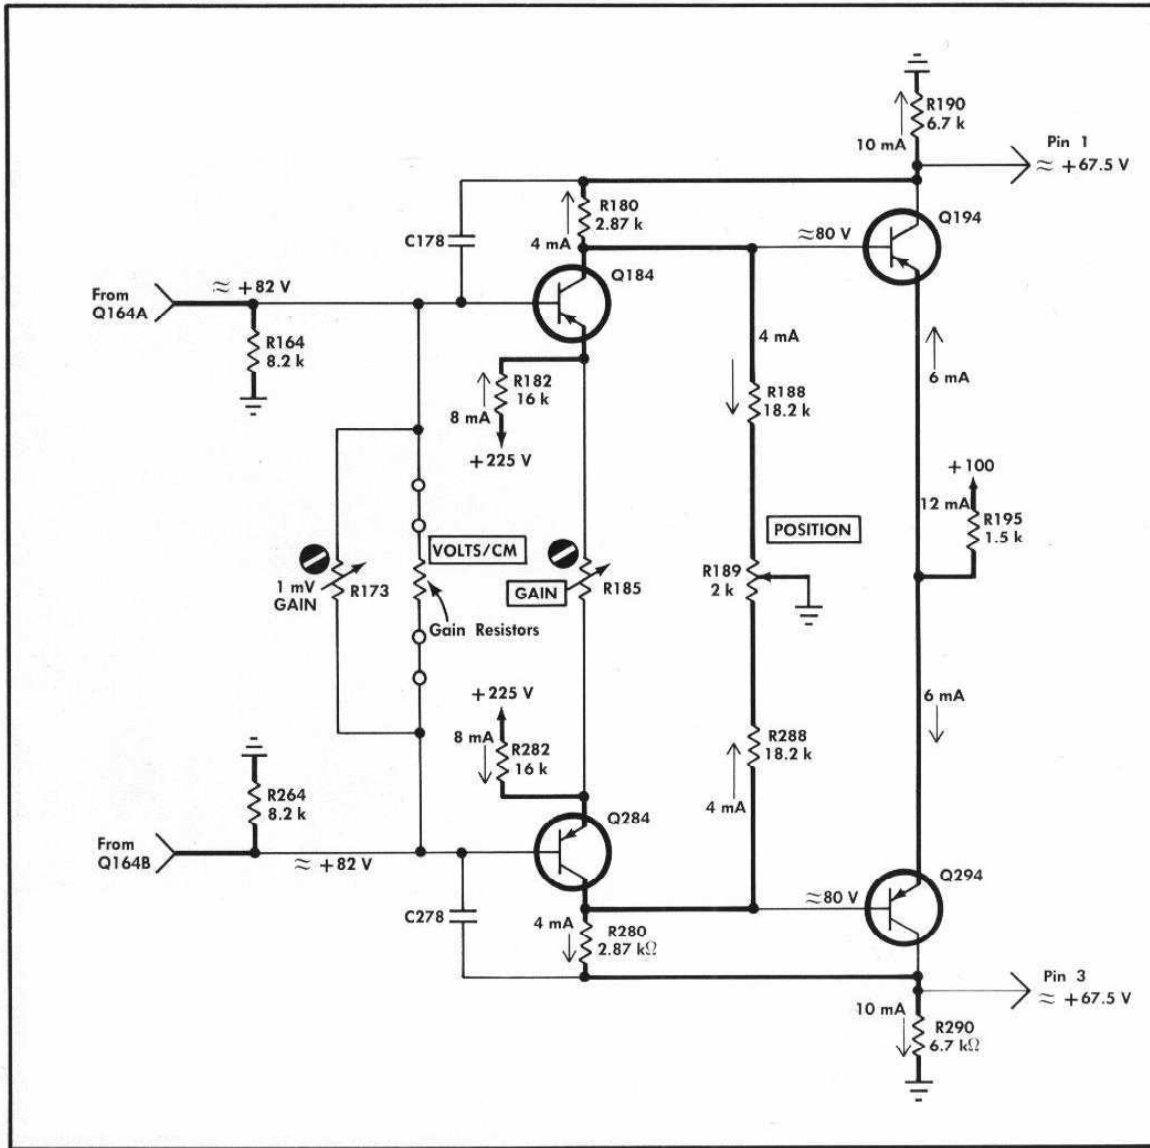 R190
6.7 k
10 mA
Pin 1
≈ +67.5 V
R180
2.87 k
Q194
C178
4 mA
≈80 V
Q184
≈ +82 V
From
Q164A
R164
8.2 k
4 mA
R182
16 k
8 mA
6 mA
R188
18.2 k
+225 V
+100
12 mA
R195
1.5 k
POSITION
VOLTS/CM
1 mV
GAIN
R173
GAIN
R185
R189
2 k
Gain Resistors
+225 V
6 mA
8 mA
R282
16 k
R288
18.2 k
R264
8.2 k
4 mA
Q284
From
Q164B
≈ +82 V
Q294
≈80 V
C278
4 mA
R280
2.87 kΩ
Pin 3
≈ +67.5 V
10 mA
R290
6.7 kΩ